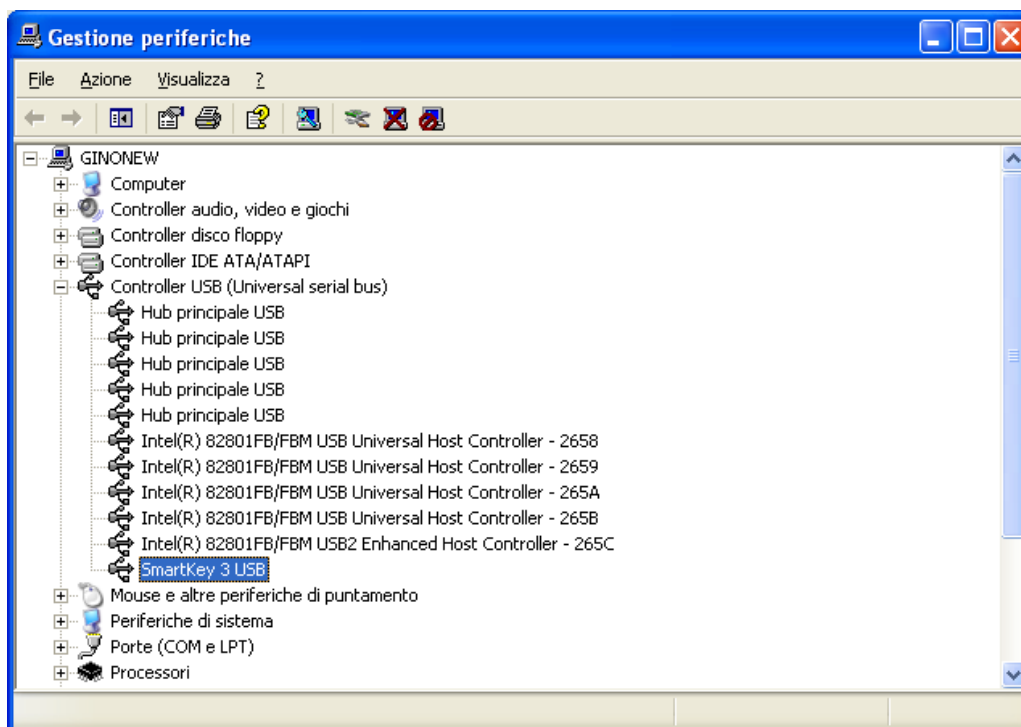 Gestione periferiche
File Azione Visualizza ?
GINONEW
Computer
Controller audio, video e giochi
Controller disco floppy
Controller IDE ATA/ATAPI
Controller USB (Universal serial bus)
Hub principale USB
Hub principale USB
Hub principale USB
Hub principale USB
Hub principale USB
Intel(R) 82801FB/FBM USB Universal Host Controller - 2658
Intel(R) 82801FB/FBM USB Universal Host Controller - 2659
Intel(R) 82801FB/FBM USB Universal Host Controller - 265A
Intel(R) 82801FB/FBM USB Universal Host Controller - 265B
Intel(R) 82801FB/FBM USB2 Enhanced Host Controller - 265C
SmartKey 3 USB
Mouse e altre periferiche di puntamento
Periferiche di sistema
Porte (COM e LPT)
Processori